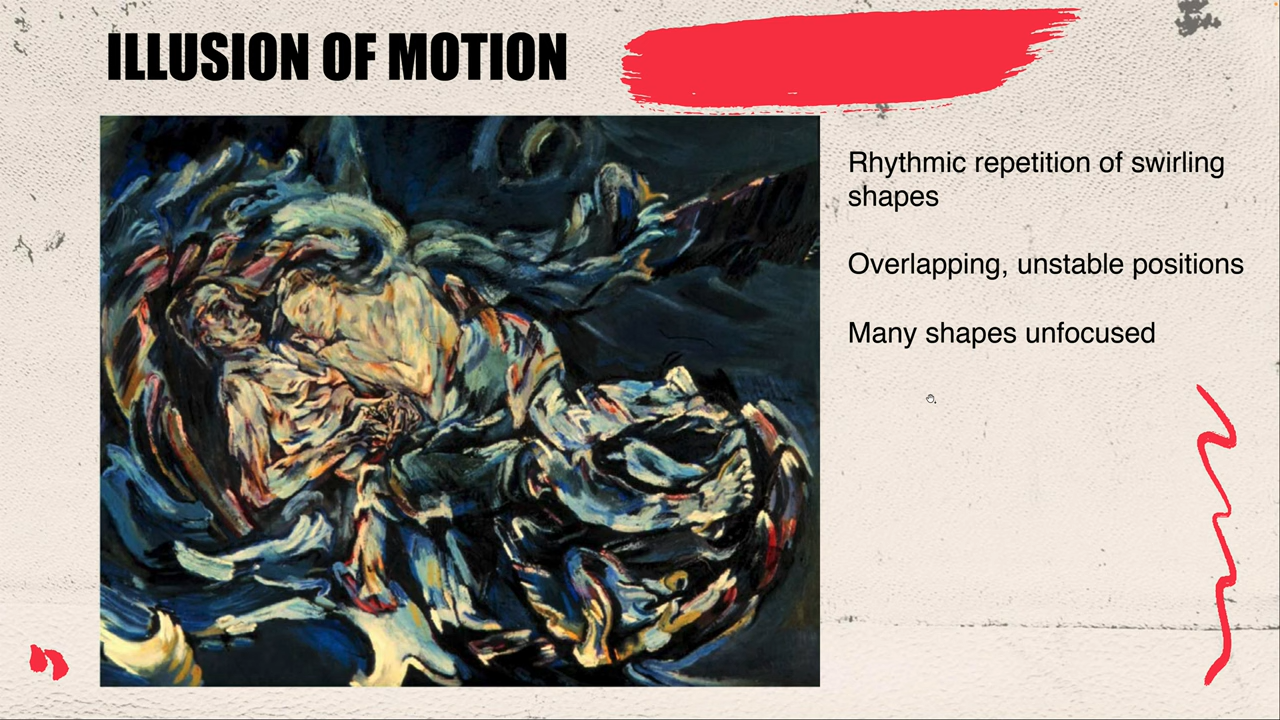 ILLUSION OF MOTION
Rhythmic repetition of swirling
shapes
Overlapping, unstable positions
Many shapes unfocused